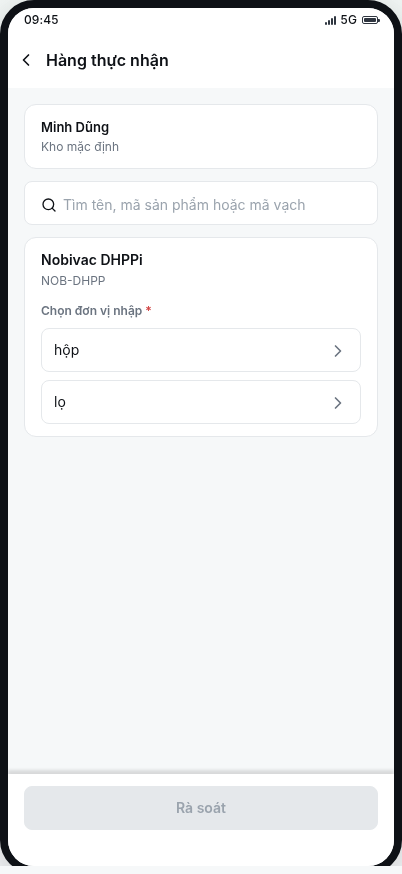 09:45
5G
Hàng thực nhận
Minh Dũng
Kho mặc định
Tìm tên, mã sản phẩm hoặc mã vạch
Nobivac DHPPi
NOB-DHPP
Chọn đơn vị nhập *
hộp
lọ
Rà soát